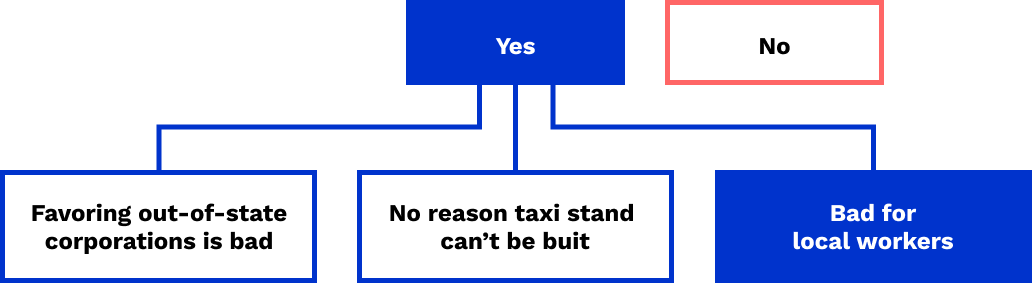 Yes
No
Favoring out-of-state
corporations is bad
No reason taxi stand
can’t be buit
Bad for
local workers